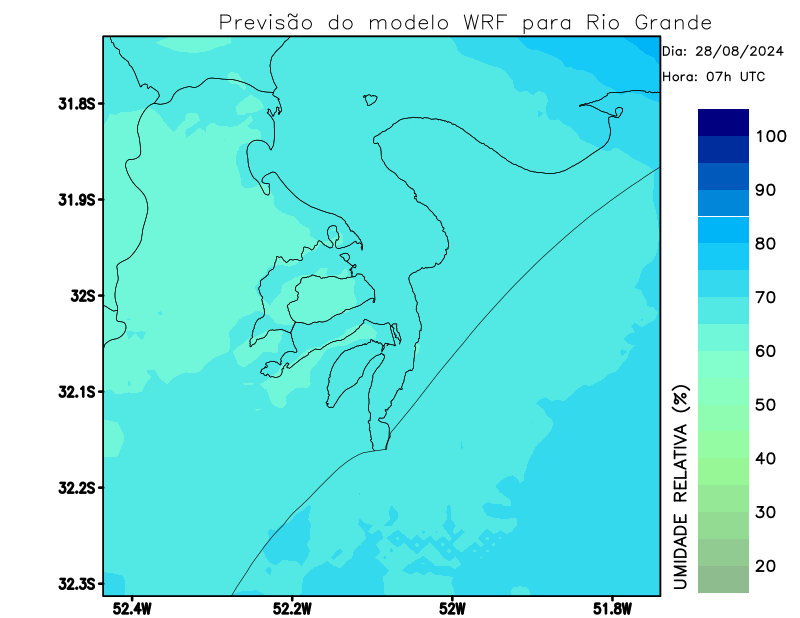 Previsão do modelo WRF para Rio Grande
Dia: 28/08/2024
Hora: 07h UTC
31.8S
31.9S
32S
32.1S
32.2S
32.3S
52.4W
52.2W
52W
51.8W
100
90
80
70
60
50
40
30
20
UMIDADE RELATIVA (%)